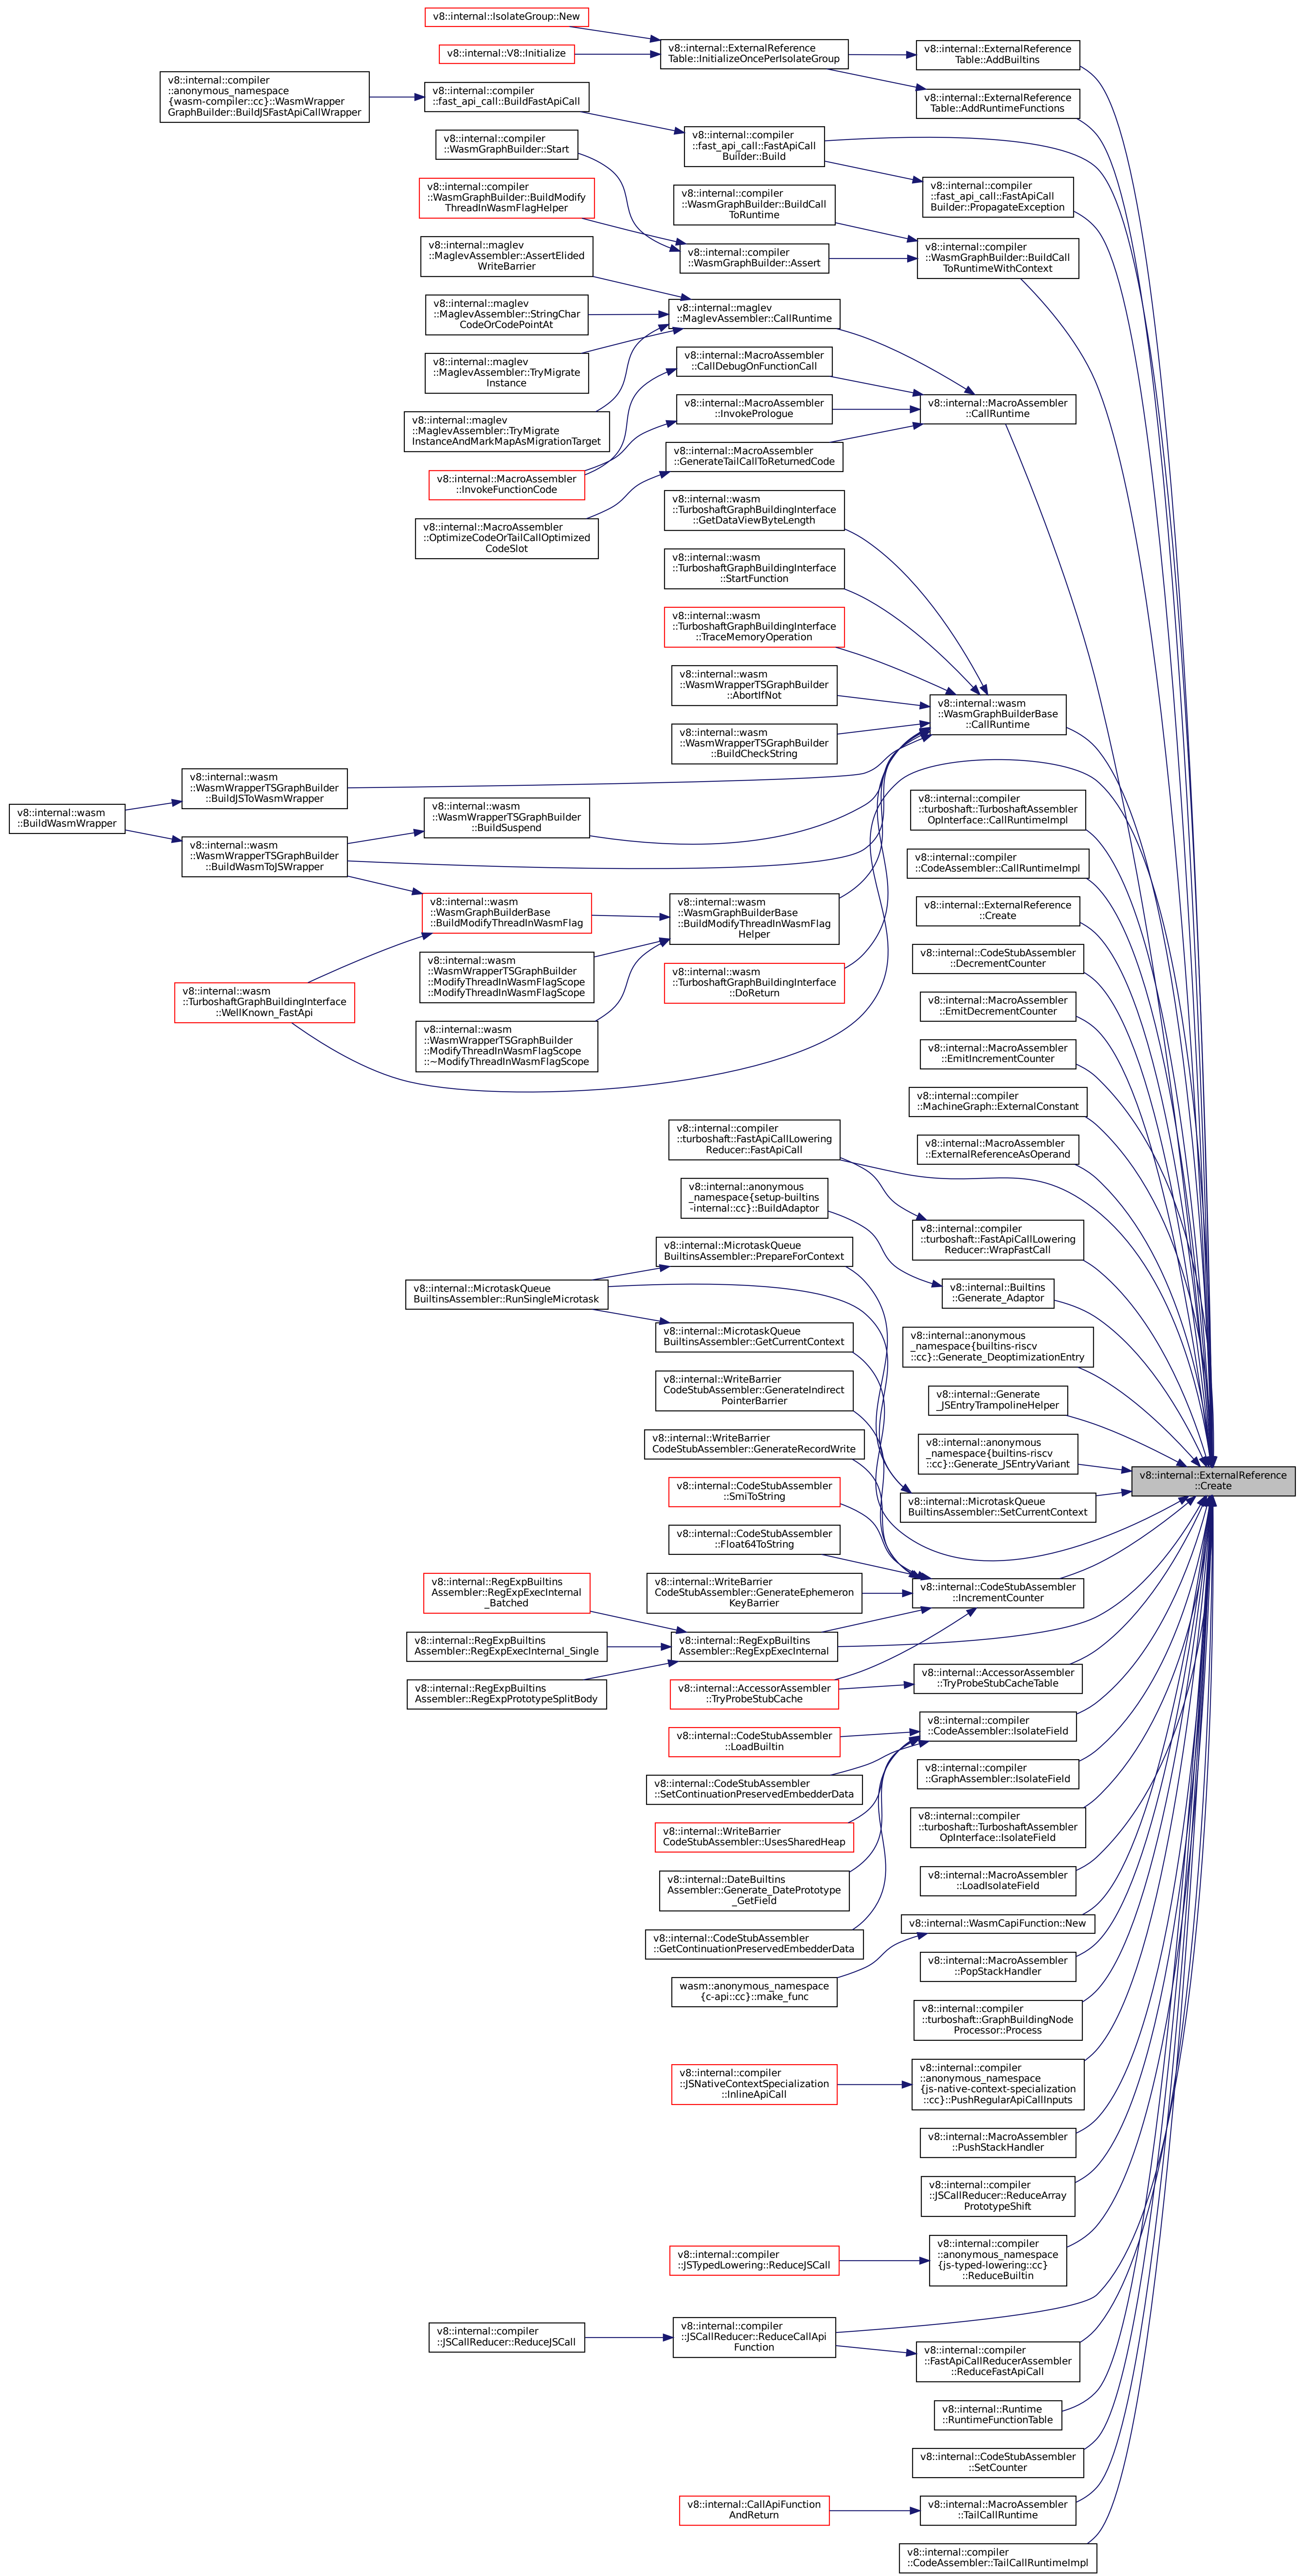 v8::internal::IsolateGroup::New
v8::internal::V8::Initialize
v8::internal::ExternalReference
Table::InitializeOncePerIsolateGroup
v8::internal::ExternalReference
Table::AddBuiltins
v8::internal::compiler
::anonymous_namespace
{wasm-compiler::cc}::WasmWrapper
GraphBuilder::BuildJSFastApiCallWrapper
v8::internal::compiler
::fast_api_call::BuildFastApiCall
v8::internal::ExternalReference
Table::AddRuntimeFunctions
v8::internal::compiler
::WasmGraphBuilder::Start
v8::internal::compiler
::fast_api_call::FastApiCall
Builder::Build
v8::internal::compiler
::WasmGraphBuilder::BuildModify
ThreadInWasmFlagHelper
v8::internal::compiler
::WasmGraphBuilder::BuildCall
ToRuntime
v8::internal::compiler
::fast_api_call::FastApiCall
Builder::PropagateException
v8::internal::maglev
::MaglevAssembler::AssertElided
WriteBarrier
v8::internal::compiler
::WasmGraphBuilder::Assert
v8::internal::compiler
::WasmGraphBuilder::BuildCall
ToRuntimeWithContext
v8::internal::maglev
::MaglevAssembler::StringChar
CodeOrCodePointAt
v8::internal::maglev
::MaglevAssembler::CallRuntime
v8::internal::maglev
::MaglevAssembler::TryMigrate
Instance
v8::internal::MacroAssembler
::CallDebugOnFunctionCall
v8::internal::maglev
::MaglevAssembler::TryMigrate
InstanceAndMarkMapAsMigrationTarget
v8::internal::MacroAssembler
::InvokePrologue
v8::internal::MacroAssembler
::CallRuntime
v8::internal::MacroAssembler
::InvokeFunctionCode
v8::internal::MacroAssembler
::GenerateTailCallToReturnedCode
v8::internal::MacroAssembler
::OptimizeCodeOrTailCallOptimized
CodeSlot
v8::internal::wasm
::TurboshaftGraphBuildingInterface
::GetDataViewByteLength
v8::internal::wasm
::TurboshaftGraphBuildingInterface
::StartFunction
v8::internal::wasm
::TurboshaftGraphBuildingInterface
::TraceMemoryOperation
v8::internal::wasm
::WasmWrapperTSGraphBuilder
::AbortIfNot
v8::internal::wasm
::WasmGraphBuilderBase
::CallRuntime
v8::internal::wasm
::WasmWrapperTSGraphBuilder
::BuildCheckString
v8::internal::wasm
::BuildWasmWrapper
v8::internal::wasm
::WasmWrapperTSGraphBuilder
::BuildJSToWasmWrapper
v8::internal::wasm
::WasmWrapperTSGraphBuilder
::BuildSuspend
v8::internal::compiler
::turboshaft::TurboshaftAssembler
OpInterface::CallRuntimeImpl
v8::internal::wasm
::WasmWrapperTSGraphBuilder
::BuildWasmToJSWrapper
v8::internal::compiler
::CodeAssembler::CallRuntimeImpl
v8::internal::wasm
::WasmGraphBuilderBase
::BuildModifyThreadInWasmFlag
v8::internal::wasm
::WasmGraphBuilderBase
::BuildModifyThreadInWasmFlag
Helper
v8::internal::ExternalReference
::Create
v8::internal::wasm
::WasmWrapperTSGraphBuilder
::ModifyThreadInWasmFlagScope
::ModifyThreadInWasmFlagScope
v8::internal::CodeStubAssembler
::DecrementCounter
v8::internal::wasm
::TurboshaftGraphBuildingInterface
::WellKnown_FastApi
v8::internal::wasm
::TurboshaftGraphBuildingInterface
::DoReturn
v8::internal::MacroAssembler
::EmitDecrementCounter
v8::internal::wasm
::WasmWrapperTSGraphBuilder
::ModifyThreadInWasmFlagScope
::~ModifyThreadInWasmFlagScope
v8::internal::MacroAssembler
::EmitIncrementCounter
v8::internal::compiler
::MachineGraph::ExternalConstant
v8::internal::compiler
::turboshaft::FastApiCallLowering
Reducer::FastApiCall
v8::internal::MacroAssembler
::ExternalReferenceAsOperand
v8::internal::anonymous
_namespace{setup-builtins
-internal::cc}::BuildAdaptor
v8::internal::compiler
::turboshaft::FastApiCallLowering
Reducer::WrapFastCall
v8::internal::MicrotaskQueue
BuiltinsAssembler::PrepareForContext
v8::internal::MicrotaskQueue
BuiltinsAssembler::RunSingleMicrotask
v8::internal::Builtins
::Generate_Adaptor
v8::internal::MicrotaskQueue
BuiltinsAssembler::GetCurrentContext
v8::internal::anonymous
_namespace{builtins-riscv
::cc}::Generate_DeoptimizationEntry
v8::internal::WriteBarrier
CodeStubAssembler::GenerateIndirect
PointerBarrier
v8::internal::Generate
_JSEntryTrampolineHelper
v8::internal::WriteBarrier
CodeStubAssembler::GenerateRecordWrite
v8::internal::anonymous
_namespace{builtins-riscv
::cc}::Generate_JSEntryVariant
v8::internal::ExternalReference
::Create
v8::internal::CodeStubAssembler
::SmiToString
v8::internal::MicrotaskQueue
BuiltinsAssembler::SetCurrentContext
v8::internal::CodeStubAssembler
::Float64ToString
v8::internal::WriteBarrier
CodeStubAssembler::GenerateEphemeron
KeyBarrier
v8::internal::CodeStubAssembler
::IncrementCounter
v8::internal::RegExpBuiltins
Assembler::RegExpExecInternal
_Batched
v8::internal::RegExpBuiltins
Assembler::RegExpExecInternal_Single
v8::internal::RegExpBuiltins
Assembler::RegExpExecInternal
v8::internal::RegExpBuiltins
Assembler::RegExpPrototypeSplitBody
v8::internal::AccessorAssembler
::TryProbeStubCache
v8::internal::AccessorAssembler
::TryProbeStubCacheTable
v8::internal::CodeStubAssembler
::LoadBuiltin
v8::internal::compiler
::CodeAssembler::IsolateField
v8::internal::CodeStubAssembler
::SetContinuationPreservedEmbedderData
v8::internal::compiler
::GraphAssembler::IsolateField
v8::internal::WriteBarrier
CodeStubAssembler::UsesSharedHeap
v8::internal::compiler
::turboshaft::TurboshaftAssembler
OpInterface::IsolateField
v8::internal::DateBuiltins
Assembler::Generate_DatePrototype
_GetField
v8::internal::MacroAssembler
::LoadIsolateField
v8::internal::CodeStubAssembler
::GetContinuationPreservedEmbedderData
v8::internal::WasmCapiFunction::New
wasm::anonymous_namespace
{c-api::cc}::make_func
v8::internal::MacroAssembler
::PopStackHandler
v8::internal::compiler
::turboshaft::GraphBuildingNode
Processor::Process
v8::internal::compiler
::JSNativeContextSpecialization
::InlineApiCall
v8::internal::compiler
::anonymous_namespace
{js-native-context-specialization
::cc}::PushRegularApiCallInputs
v8::internal::MacroAssembler
::PushStackHandler
v8::internal::compiler
::JSCallReducer::ReduceArray
PrototypeShift
v8::internal::compiler
::JSTypedLowering::ReduceJSCall
v8::internal::compiler
::anonymous_namespace
{js-typed-lowering::cc}
::ReduceBuiltin
v8::internal::compiler
::JSCallReducer::ReduceJSCall
v8::internal::compiler
::JSCallReducer::ReduceCallApi
Function
v8::internal::compiler
::FastApiCallReducerAssembler
::ReduceFastApiCall
v8::internal::Runtime
::RuntimeFunctionTable
v8::internal::CodeStubAssembler
::SetCounter
v8::internal::CallApiFunction
AndReturn
v8::internal::MacroAssembler
::TailCallRuntime
v8::internal::compiler
::CodeAssembler::TailCallRuntimeImpl